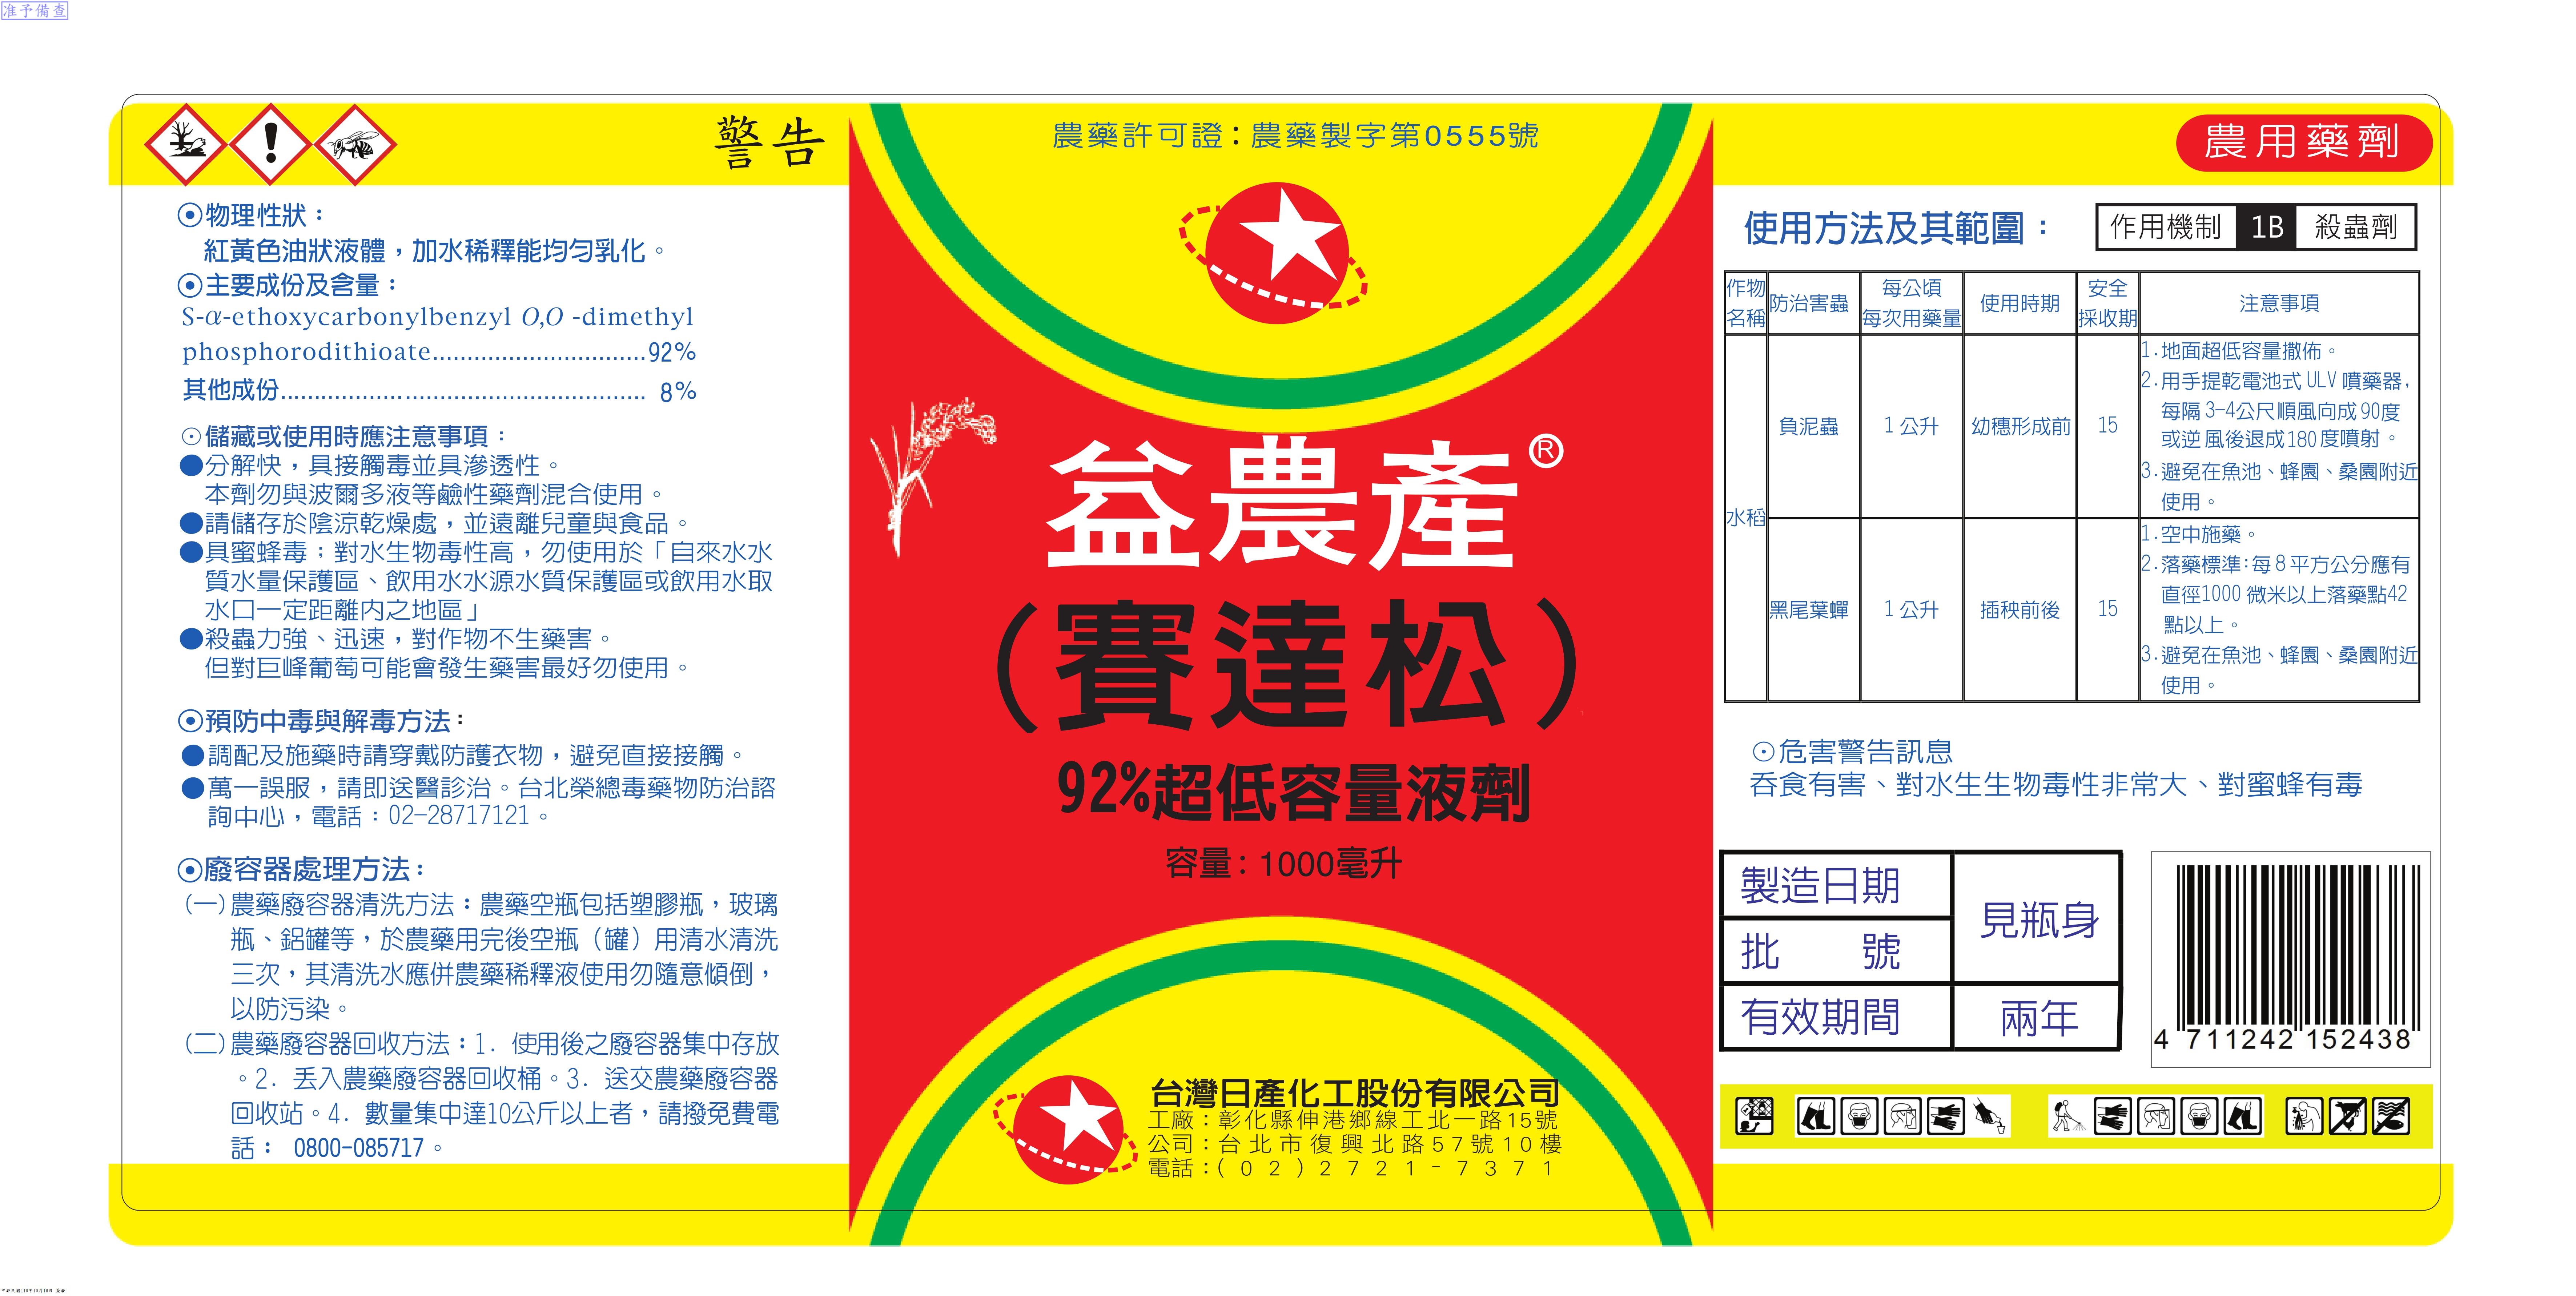 准予備查
警告
⊙物理性狀：
紅黃色油狀液體，加水稀釋能均勻乳化。
⊙主要成份及含量：
S-α-ethoxycarbonylbenzyl O,O -dimethyl
phosphorodithioate...............................92%
其他成份..................................................... 8%
⊙儲藏或使用時應注意事項：
●分解快，具接觸毒並具滲透性。
本劑勿與波爾多液等鹼性藥劑混合使用。
●請儲存於陰涼乾燥處，並遠離兒童與食品。
●具蜜蜂毒；對水生物毒性高，勿使用於「自來水水
質水量保護區、飲用水水源水質保護區或飲用水取
水口一定距離內之地區」
●殺蟲力強、迅速，對作物不生藥害。
但對巨峰葡萄可能會發生藥害最好勿使用。
⊙預防中毒與解毒方法：
●調配及施藥時請穿戴防護衣物，避免直接接觸。
●萬一誤服，請即送醫診治。台北榮總毒藥物防治諮
詢中心，電話：02-28717121。
⊙廢容器處理方法：
(一)農藥廢容器清洗方法：農藥空瓶包括塑膠瓶，玻璃
瓶、鋁罐等，於農藥用完後空瓶（罐）用清水清洗
三次，其清洗水應併農藥稀釋液使用勿隨意傾倒，
以防污染。
(二)農藥廢容器回收方法：1. 使用後之廢容器集中存放
。2. 丟入農藥廢容器回收桶。3. 送交農藥廢容器
回收站。4. 數量集中達10公斤以上者，請撥免費電
話： 0800-085717。
農藥許可證：農藥製字第0555號
益農產®
（賽達松）
92%超低容量液劑
容量：1000毫升
台灣日產化工股份有限公司
工廠：彰化縣伸港鄉線工北一路15號
公司：台北市復興北路57號10樓
電話：(02)2721-7371
農用藥劑
使用方法及其範圍：
作用機制 1B 殺蟲劑
作物名稱 防治害蟲 每公頃每次用藥量 使用時期 安全採收期 注意事項
水稻
負泥蟲 1公升 幼穗形成前 15
1.地面超低容量撒佈。
2.用手提乾電池式ULV噴藥器，
每隔3-4公尺順風向成90度
或逆風後退成180度噴射。
3.避免在魚池、蜂園、桑園附近
使用。
黑尾葉蟬 1公升 插秧前後 15
1.空中施藥。
2.落藥標準:每8平方公分應有
直徑1000微米以上落藥點42
點以上。
3.避免在魚池、蜂園、桑園附近
使用。
⊙危害警告訊息
吞食有害、對水生生物毒性非常大、對蜜蜂有毒
製造日期
批 號
見瓶身
有效期間 兩年
4 711242 152438